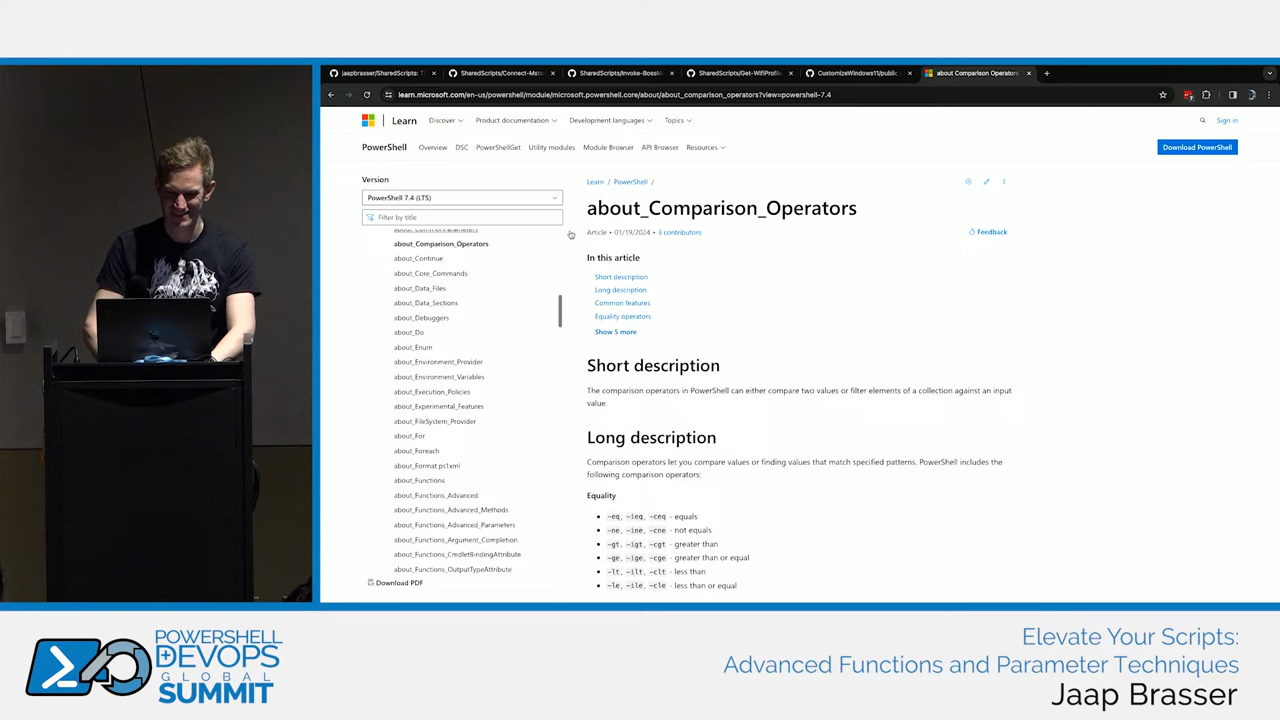 jaapbrasser/SharedScripts: T
SharedScripts/Connect-Mst
SharedScripts/Invoke-BossM
SharedScripts/Get-WifiProfil
CustomizeWindows11/public
about Comparison Operators
learn.microsoft.com/en-us/powershell/module/microsoft.powershell.core/about/about_comparison_operators?view=powershell-7.4
Learn
Discover
Product documentation
Development languages
Topics
Sign in
PowerShell
Overview
DSC
PowerShellGet
Utility modules
Module Browser
API Browser
Resources
Download PowerShell
Version
PowerShell 7.4 (LTS)
Filter by title
about_CommonParameters
about_Comparison_Operators
about_Continue
about_Core_Commands
about_Data_Files
about_Data_Sections
about_Debuggers
about_Do
about_Enum
about_Environment_Provider
about_Environment_Variables
about_Execution_Policies
about_Experimental_Features
about_FileSystem_Provider
about_For
about_Foreach
about_Format.ps1xml
about_Functions
about_Functions_Advanced
about_Functions_Advanced_Methods
about_Functions_Advanced_Parameters
about_Functions_Argument_Completion
about_Functions_CmdletBindingAttribute
about_Functions_OutputTypeAttribute
Download PDF
Learn / PowerShell /
about_Comparison_Operators
Article • 01/19/2024 • 3 contributors
Feedback
In this article
Short description
Long description
Common features
Equality operators
Show 5 more
Short description
The comparison operators in PowerShell can either compare two values or filter elements of a collection against an input
value.
Long description
Comparison operators let you compare values or finding values that match specified patterns. PowerShell includes the
following comparison operators:
Equality
• -eq, -ieq, -ceq - equals
• -ne, -ine, -cne - not equals
• -gt, -igt, -cgt - greater than
• -ge, -ige, -cge - greater than or equal
• -lt, -ilt, -clt - less than
• -le, -ile, -cle - less than or equal
POWERSHELL
+DEVOPS
GLOBAL
SUMMIT
Elevate Your Scripts:
Advanced Functions and Parameter Techniques
Jaap Brasser